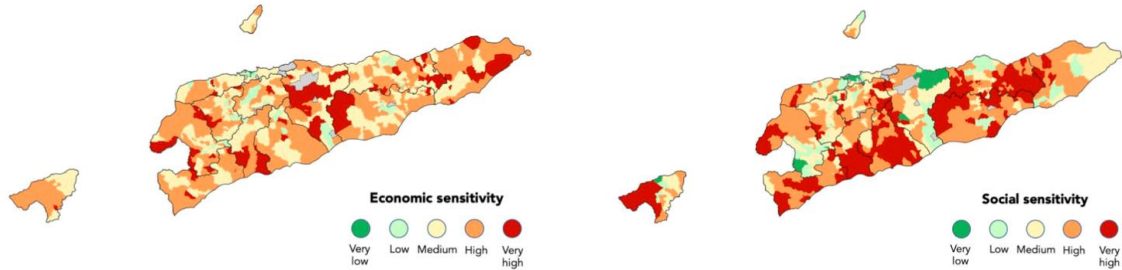 Economic sensitivity
Very low
Low
Medium
High
Very high
Social sensitivity
Very low
Low
Medium
High
Very high